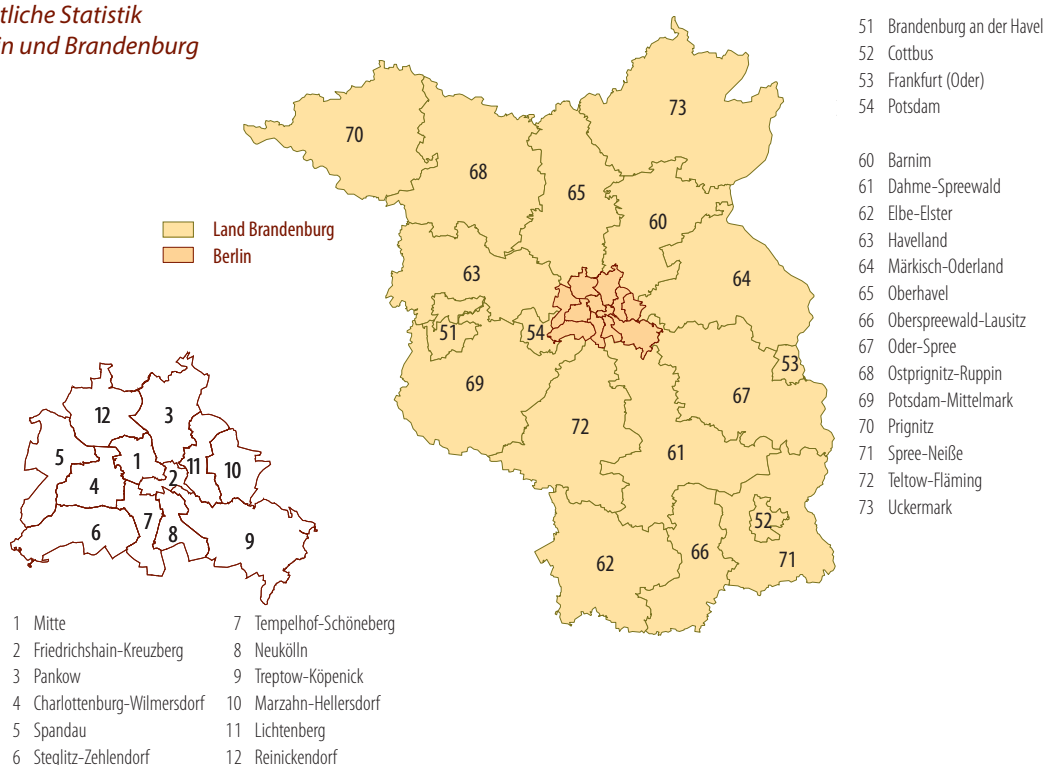 tliche Statistik
in und Brandenburg
51 Brandenburg an der Havel
52 Cottbus
53 Frankfurt (Oder)
54 Potsdam
60 Barnim
61 Dahme-Spreewald
62 Elbe-Elster
63 Havelland
64 Märkisch-Oderland
65 Oberhavel
66 Oberspreewald-Lausitz
67 Oder-Spree
68 Ostprignitz-Ruppin
69 Potsdam-Mittelmark
70 Prignitz
71 Spree-Neiße
72 Teltow-Fläming
73 Uckermark
Land Brandenburg
Berlin
73
70
68
65
60
63
64
51
54
53
69
67
72
61
52
66
71
62
12
3
5
1
11
10
2
4
7
6
8
9
1 Mitte
2 Friedrichshain-Kreuzberg
3 Pankow
4 Charlottenburg-Wilmersdorf
5 Spandau
6 Steglitz-Zehlendorf
7 Tempelhof-Schöneberg
8 Neukölln
9 Treptow-Köpenick
10 Marzahn-Hellersdorf
11 Lichtenberg
12 Reinickendorf